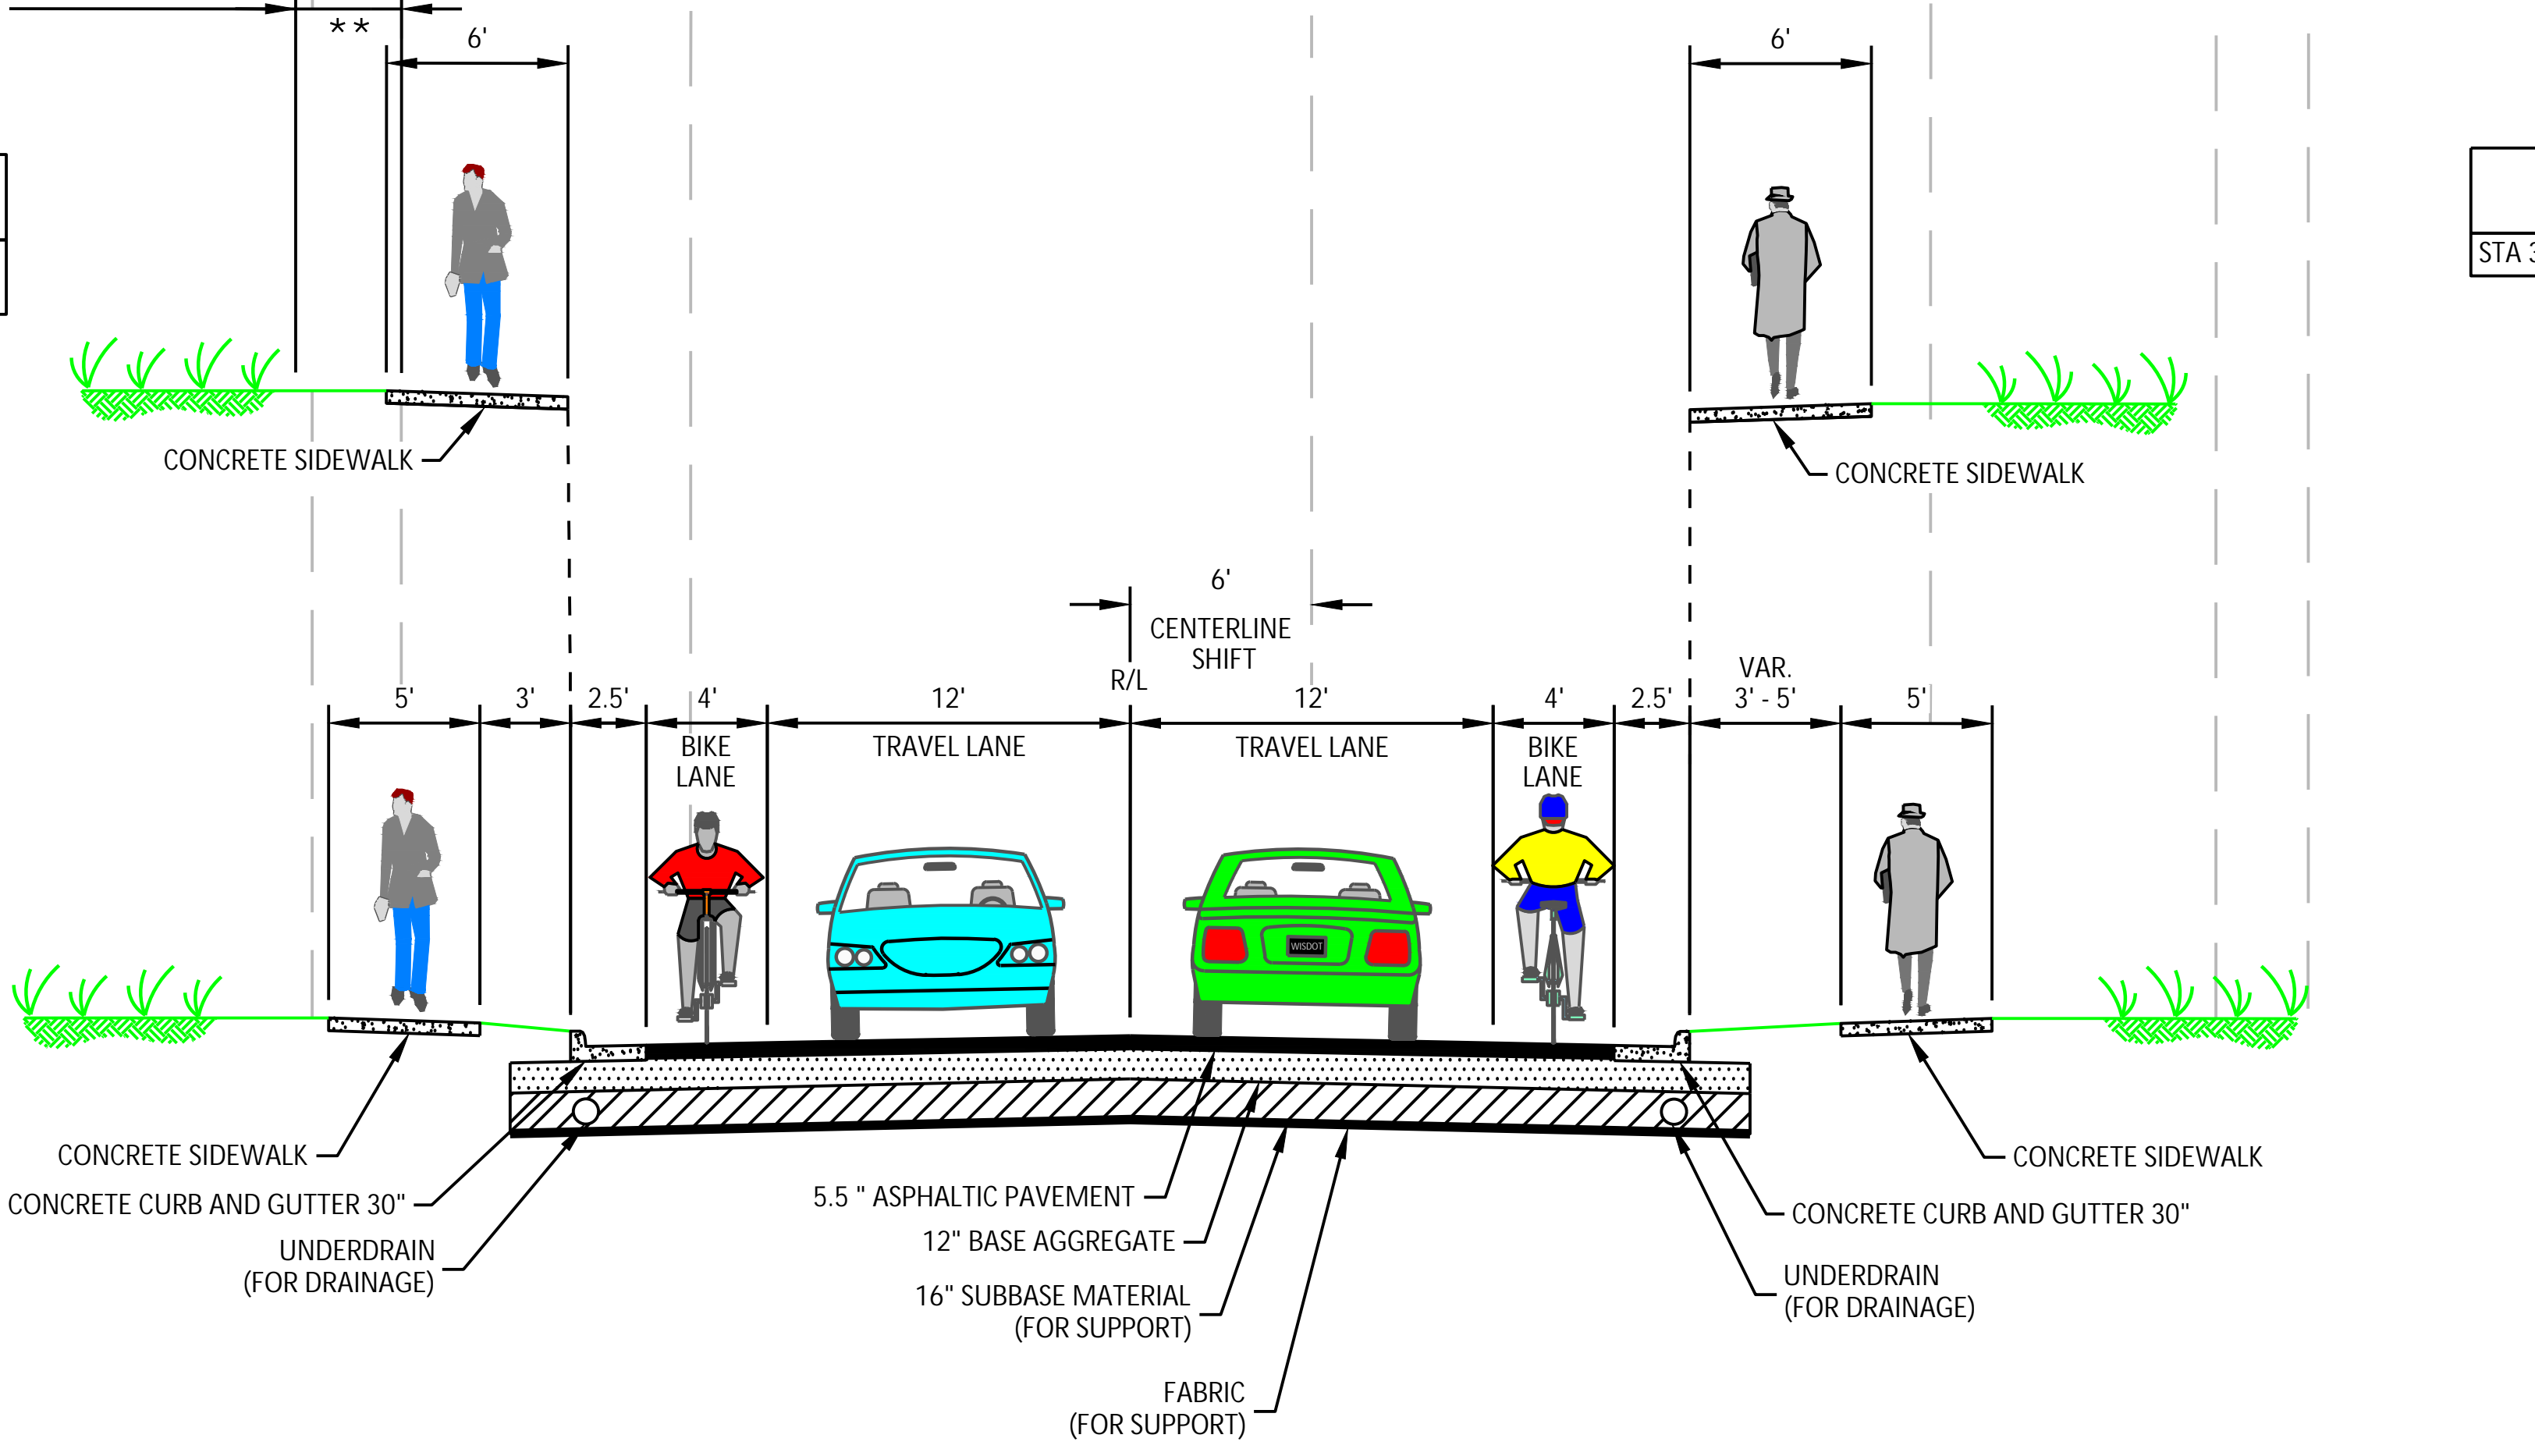 **
6'
6'
STA 3
CONCRETE SIDEWALK
CONCRETE SIDEWALK
6'
CENTERLINE
SHIFT
R/L
5'
3'
2.5'
4'
12'
12'
4'
2.5'
VAR.
3' - 5'
5'
BIKE
LANE
TRAVEL LANE
TRAVEL LANE
BIKE
LANE
WISDOT
CONCRETE SIDEWALK
CONCRETE CURB AND GUTTER 30"
UNDERDRAIN
(FOR DRAINAGE)
5.5 " ASPHALTIC PAVEMENT
12" BASE AGGREGATE
16" SUBBASE MATERIAL
(FOR SUPPORT)
FABRIC
(FOR SUPPORT)
CONCRETE SIDEWALK
CONCRETE CURB AND GUTTER 30"
UNDERDRAIN
(FOR DRAINAGE)